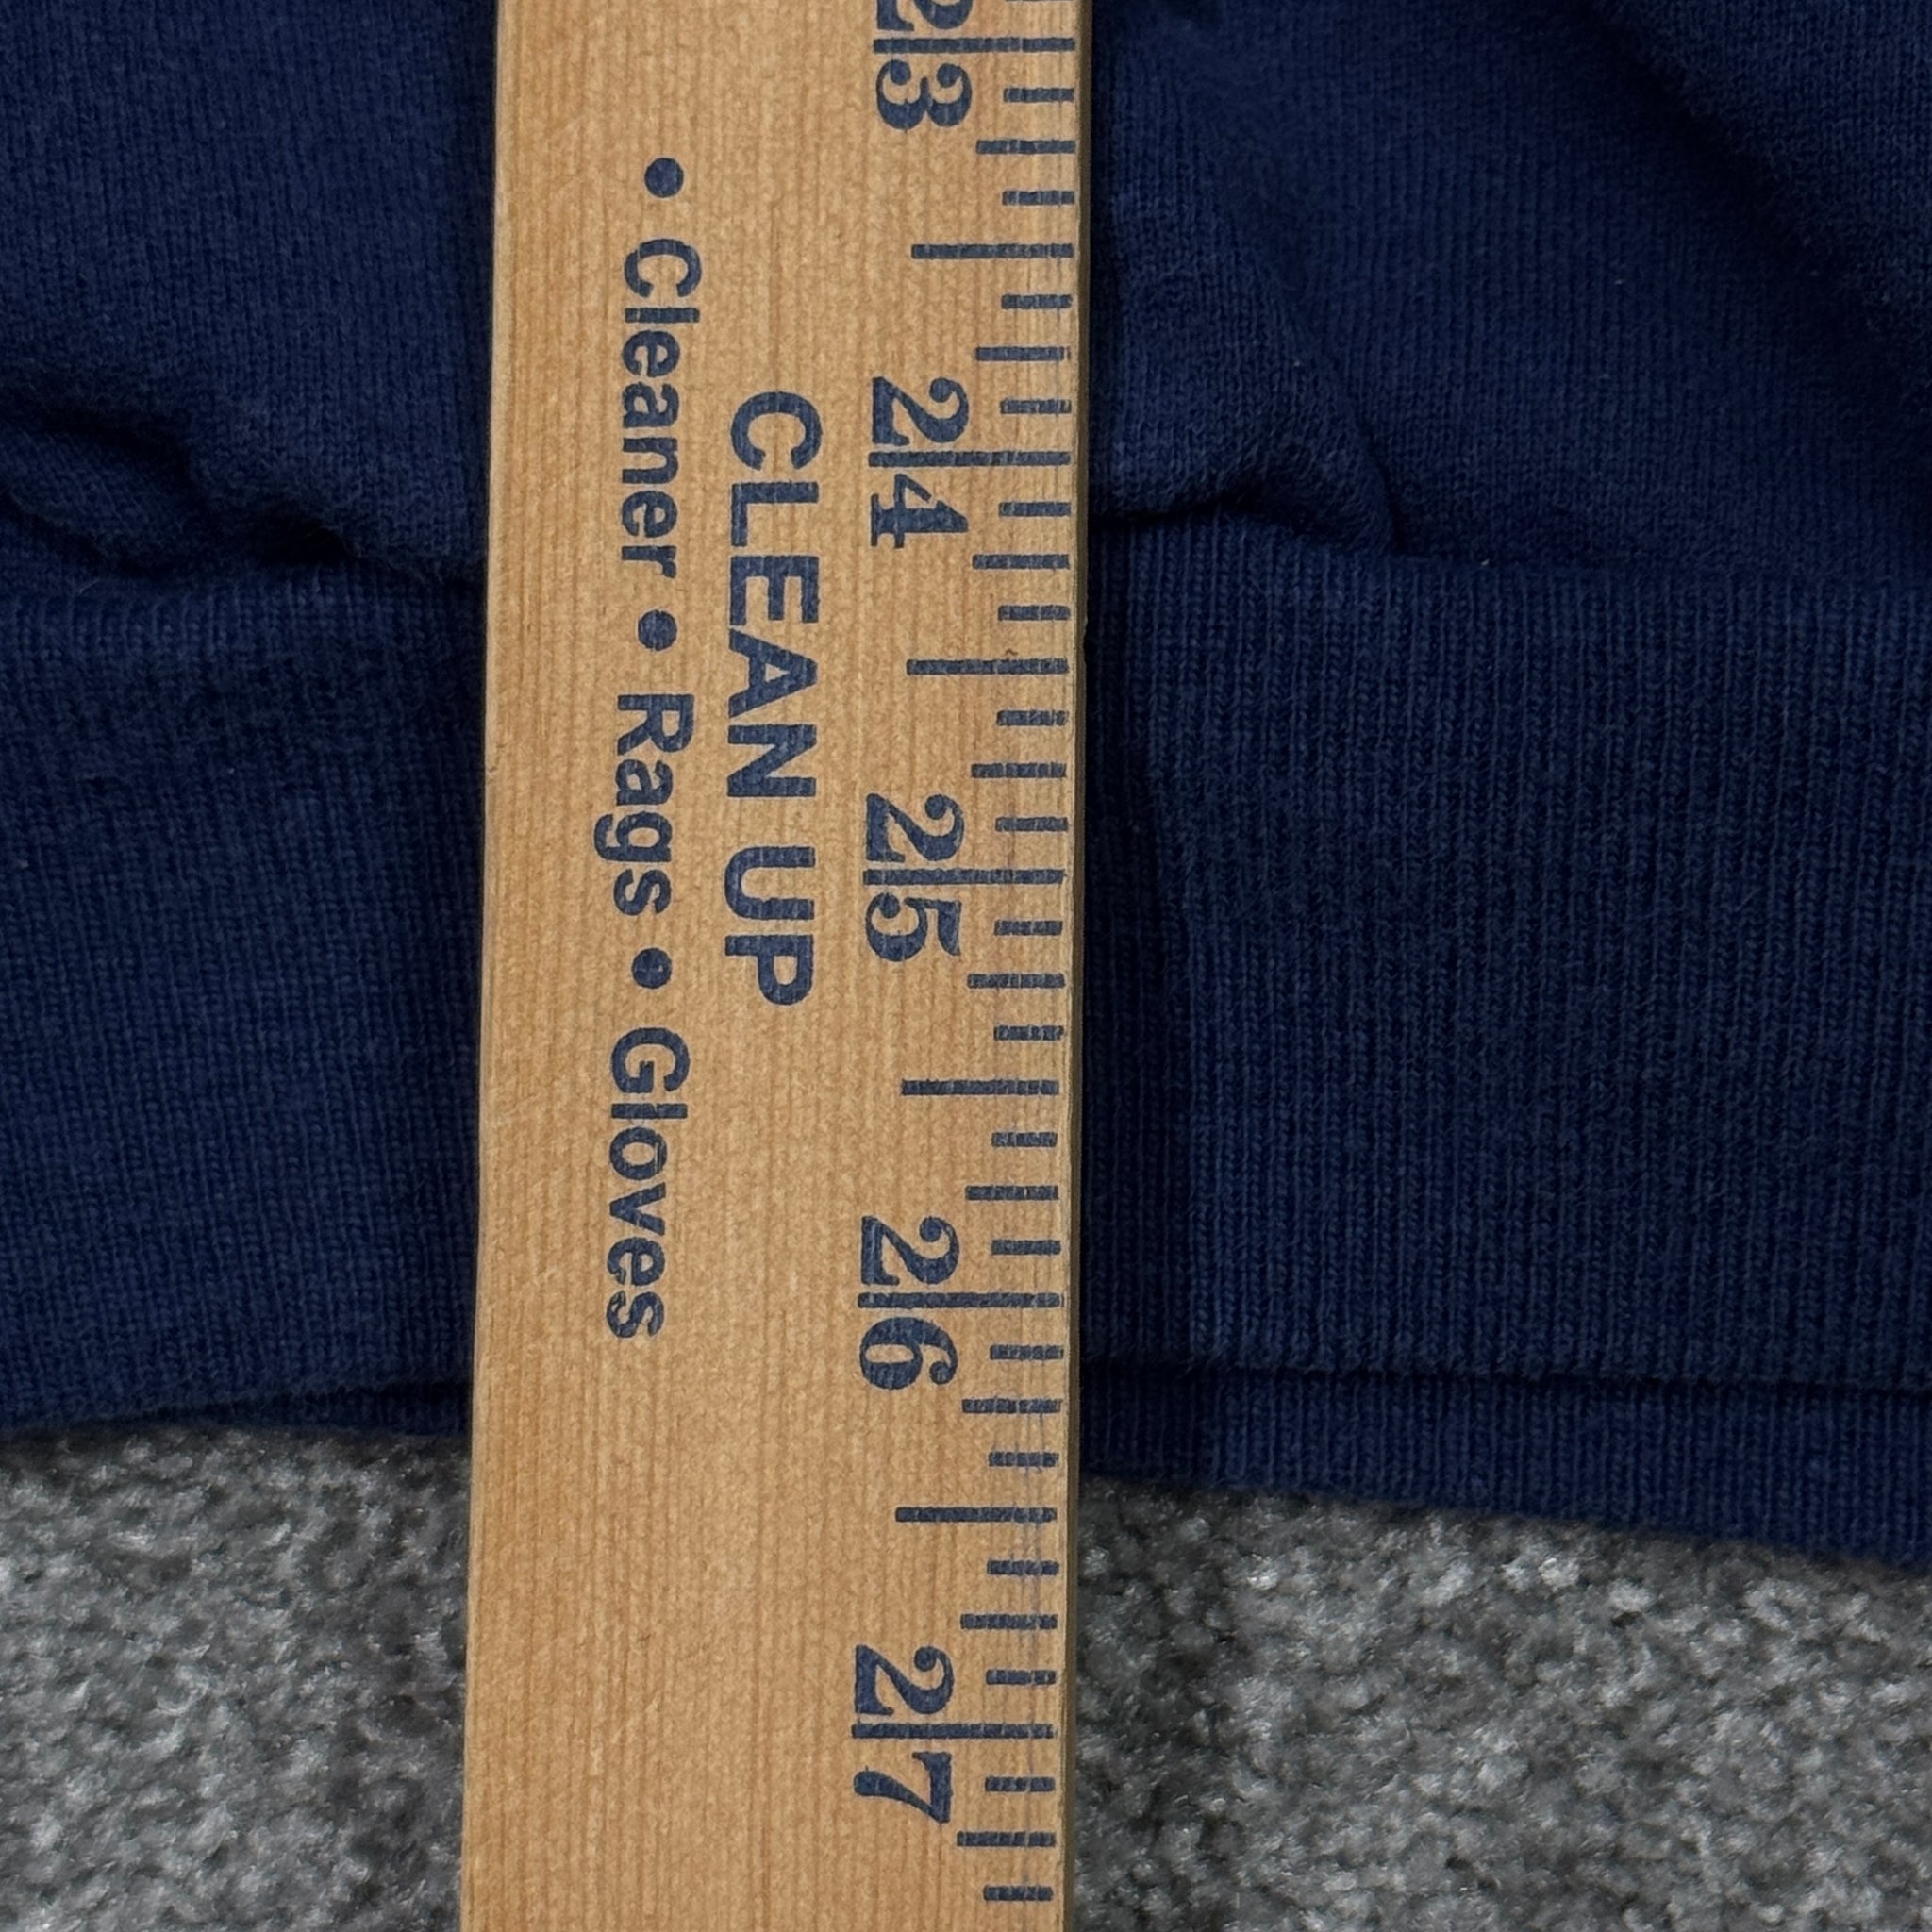 23 24 25 26 27
CLEAN UP
• Cleaner • Rags • Gloves